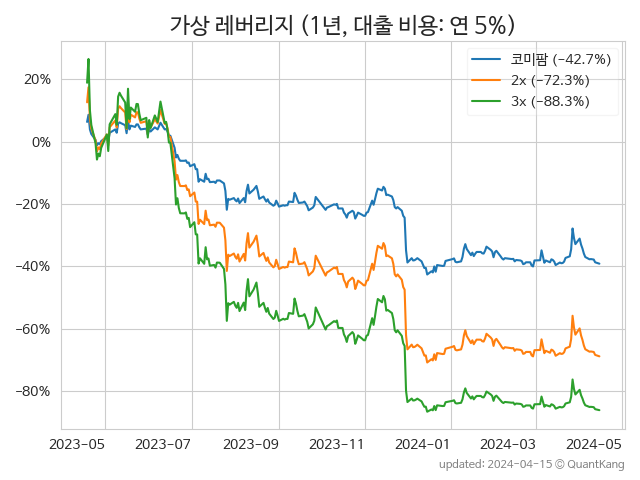 가상 레버리지 (1년, 대출 비용: 연 5%)
코미팜 (−42.7%)
2x (−72.3%)
3x (−88.3%)
20%
0%
−20%
−40%
−60%
−80%
2023-05
2023-07
2023-09
2023-11
2024-01
2024-03
2024-05
updated: 2024-04-15 © QuantKang